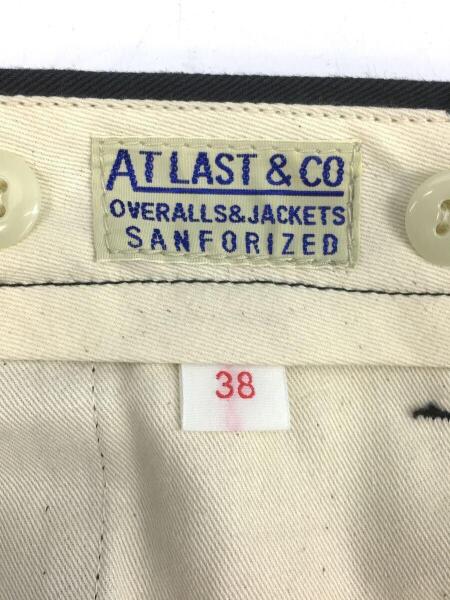 AT LAST & CO
OVERALLS&JACKETS
SANFORIZED
38